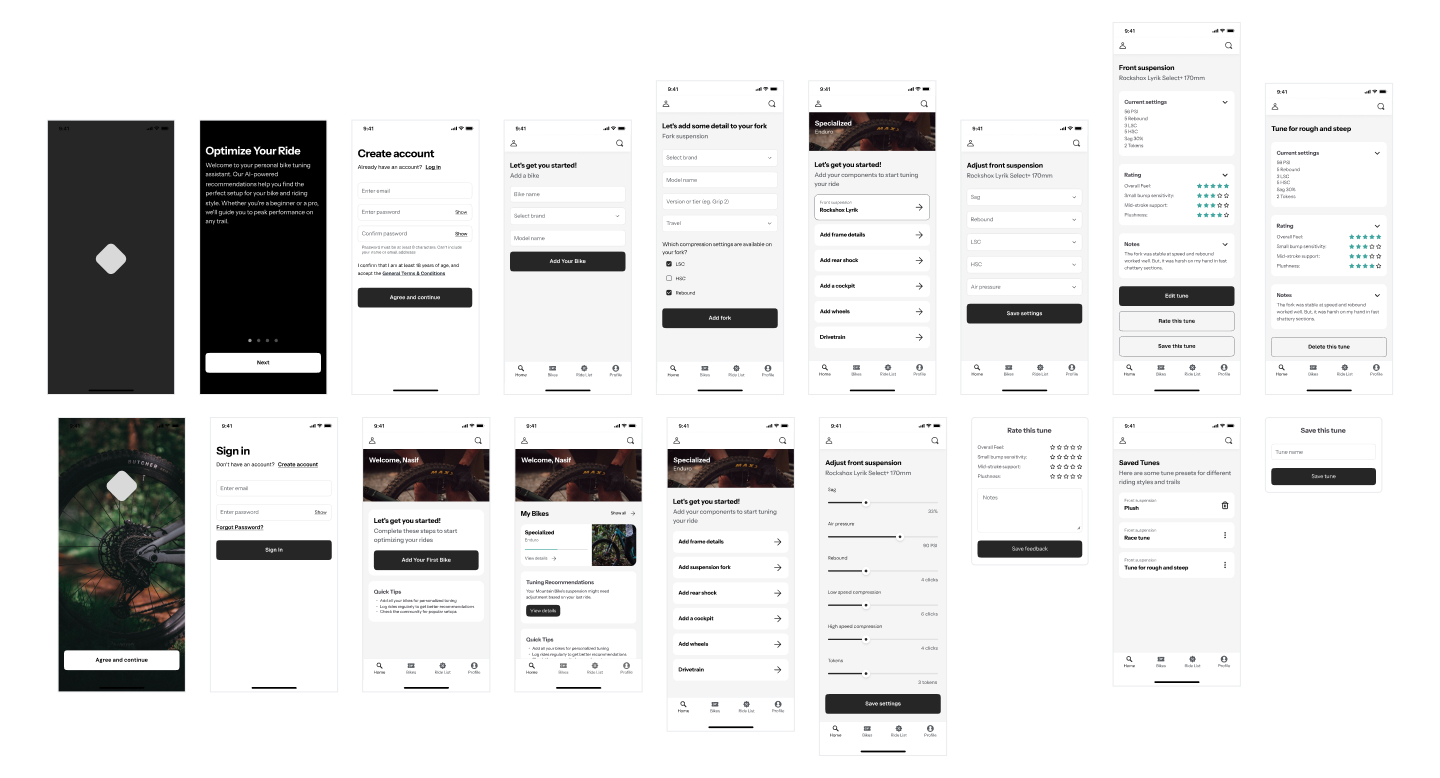 9:41
Optimize Your Ride
Welcome to your personal bike tuning
assistant. Our AI-powered
recommendations help you find the
perfect setup for your bike and riding
style. Whether you're a beginner or a pro,
we'll guide you to peak performance on
any trail.
Next
9:41
Create account
Already have an account? Log in
Enter email
Enter password Show
Confirm password Show
Password must be at least 8 characters. Can't include
your name or email address.
I confirm that I am at least 18 years of age, and
accept the General Terms & Conditions
Agree and continue
9:41
Let's get you started!
Add a bike
Bike name
Select brand
Model name
Add Your Bike
Home Bikes Ride List Profile
9:41
Let's add some detail to your fork
Fork suspension
Select brand
Model name
Version or tier (eg. Grip 2)
Travel
Which compression settings are available on
your fork?
LSC
HSC
Rebound
Add fork
Home Bikes Ride List Profile
9:41
Specialized
Enduro
MAXI
Let's get you started!
Add your components to start tuning
your ride
Front suspension
Rockshox Lyrik
Add frame details
Add rear shock
Add a cockpit
Add wheels
Drivetrain
Home Bikes Ride List Profile
9:41
Adjust front suspension
Rockshox Lyrik Select+ 170mm
Sag
Rebound
LSC
HSC
Air pressure
Save settings
Home Bikes Ride List Profile
9:41
Front suspension
Rockshox Lyrik Select+ 170mm
Current settings
98 PSI
5 Rebound
3 LSC
5 HSC
Sag 30%
2 Tokens
Rating
Overall Feel:
Small bump sensitivity:
Mid-stroke support:
Plushness:
Notes
The fork was stable at speed and rebound
worked well. But, it was harsh on my hand in fast
chattery sections.
Edit tune
Rate this tune
Save this tune
Home Bikes Ride List Profile
9:41
Tune for rough and steep
Current settings
98 PSI
5 Rebound
3 LSC
5 HSC
Sag 30%
2 Tokens
Rating
Overall Feel:
Small bump sensitivity:
Mid-stroke support:
Plushness:
Notes
The fork was stable at speed and rebound
worked well. But, it was harsh on my hand in fast
chattery sections.
Delete this tune
Home Bikes Ride List Profile
BUTCHER
Agree and continue
9:41
Sign in
Don't have an account? Create account
Enter email
Enter password Show
Forgot Password?
Sign in
9:41
Welcome, Nasif
MAXI
Let's get you started!
Complete these steps to start
optimizing your rides
Add Your First Bike
Quick Tips
• Add all your bikes for personalized tuning
• Log rides regularly to get better recommendations
• Check the community for popular setups
Home Bikes Ride List Profile
9:41
Welcome, Nasif
MAXI
My Bikes Show all
Specialized
Enduro
View details
Tuning Recommendations
Your Mountain Bike's suspension might need
adjustment based on your last ride.
View details
Quick Tips
• Add all your bikes for personalized tuning
• Log rides regularly to get better recommendations
Home Bikes Ride List Profile
9:41
Specialized
Enduro
MAXI
Let's get you started!
Add your components to start tuning
your ride
Add frame details
Add suspension fork
Add rear shock
Add a cockpit
Add wheels
Drivetrain
Home Bikes Ride List Profile
9:41
Adjust front suspension
Rockshox Lyrik Select+ 170mm
Sag
33%
Air pressure
90 PSI
Rebound
4 clicks
Low speed compression
6 clicks
High speed compression
4 clicks
Tokens
3 tokens
Save settings
Home Bikes Ride List Profile
Rate this tune
Overall Feel:
Small bump sensitivity:
Mid-stroke support:
Plushness:
Notes
Save feedback
9:41
Saved Tunes
Here are some tune presets for different
riding styles and trails
Front suspension
Plush
Front suspension
Race tune
Front suspension
Tune for rough and steep
Home Bikes Ride List Profile
Save this tune
Tune name
Save tune